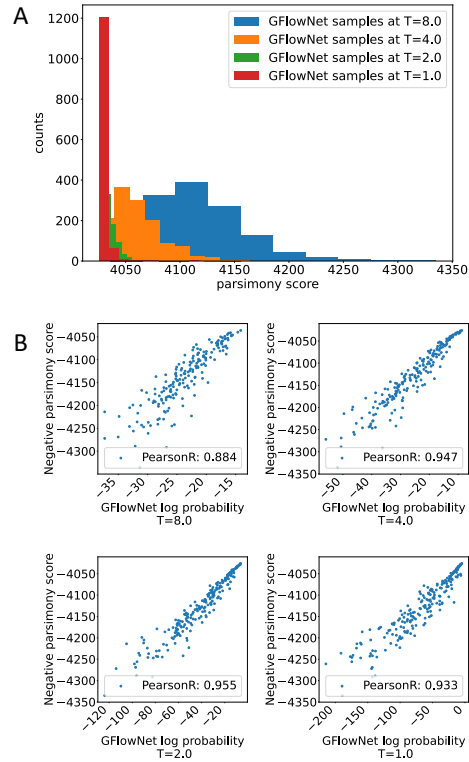 A
GFlowNet samples at T=8.0
GFlowNet samples at T=4.0
GFlowNet samples at T=2.0
GFlowNet samples at T=1.0
counts
1200
1000
800
600
400
200
0
4050 4100 4150 4200 4250 4300 4350
parsimony score
B
Negative parsimony score
−4050
−4100
−4150
−4200
−4250
−4300
PearsonR: 0.884
−35 −30 −25 −20 −15
GFlowNet log probability
T=8.0
Negative parsimony score
−4050
−4100
−4150
−4200
−4250
−4300
−4350
PearsonR: 0.947
−50 −40 −30 −20 −10
GFlowNet log probability
T=4.0
Negative parsimony score
−4050
−4100
−4150
−4200
−4250
−4300
−4350
PearsonR: 0.955
−120 −100 −80 −60 −40 −20
GFlowNet log probability
T=2.0
Negative parsimony score
−4050
−4100
−4150
−4200
−4250
−4300
−4350
PearsonR: 0.933
−200 −150 −100 −50 0
GFlowNet log probability
T=1.0